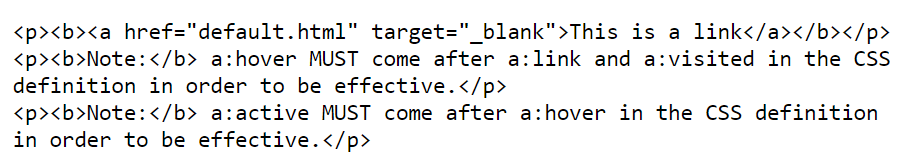 <p><b><a href="default.html" target="_blank">This is a link</a></b></p>
<p><b>Note:</b> a:hover MUST come after a:link and a:visited in the CSS
definition in order to be effective.</p>
<p><b>Note:</b> a:active MUST come after a:hover in the CSS definition
in order to be effective.</p>